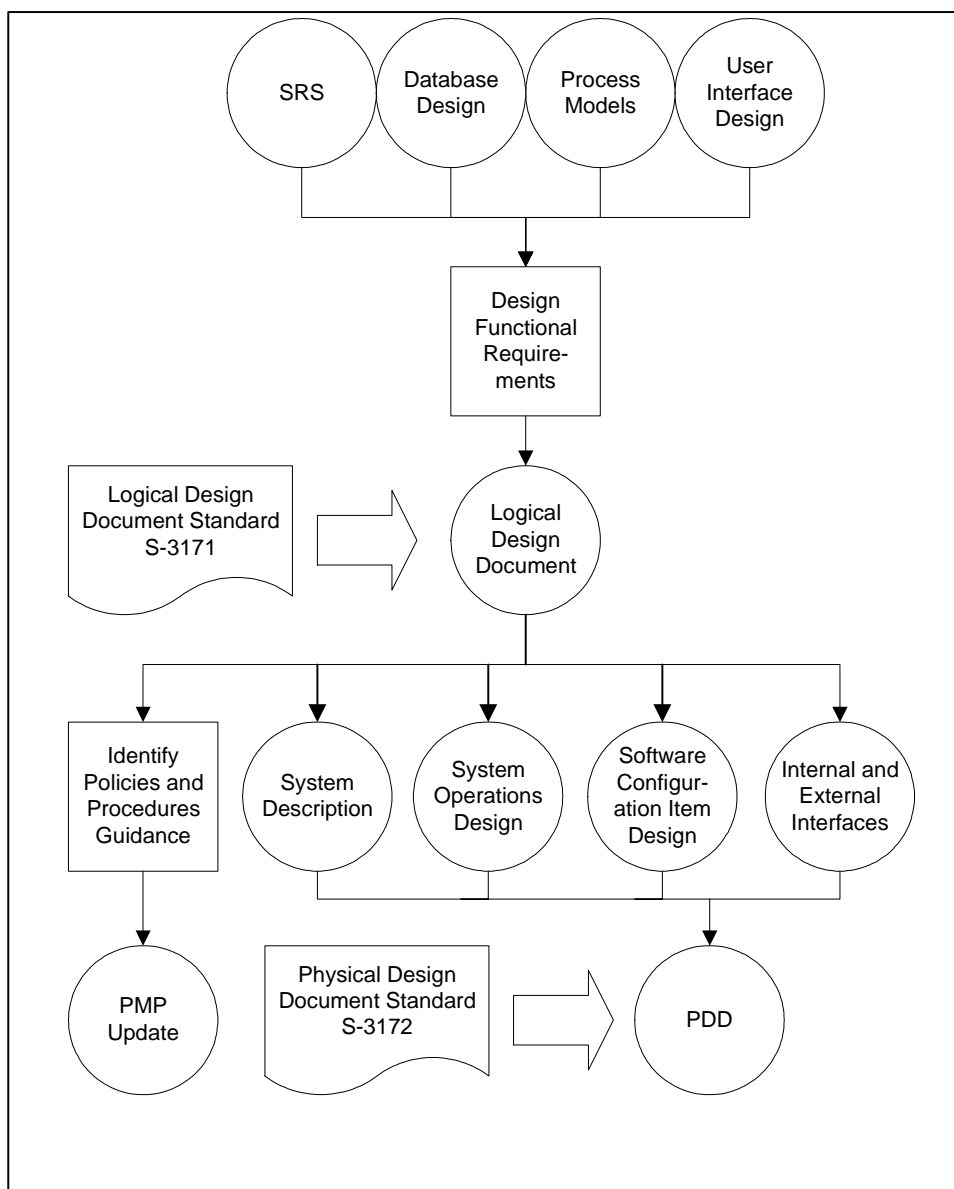 SRS
Database
Design
Process
Models
User
Interface
Design
Design
Functional
Require-
ments
Logical Design
Document Standard
S-3171
Logical
Design
Document
Identify
Policies and
Procedures
Guidance
System
Description
System
Operations
Design
Software
Configur-
ation Item
Design
Internal and
External
Interfaces
PMP
Update
Physical Design
Document Standard
S-3172
PDD